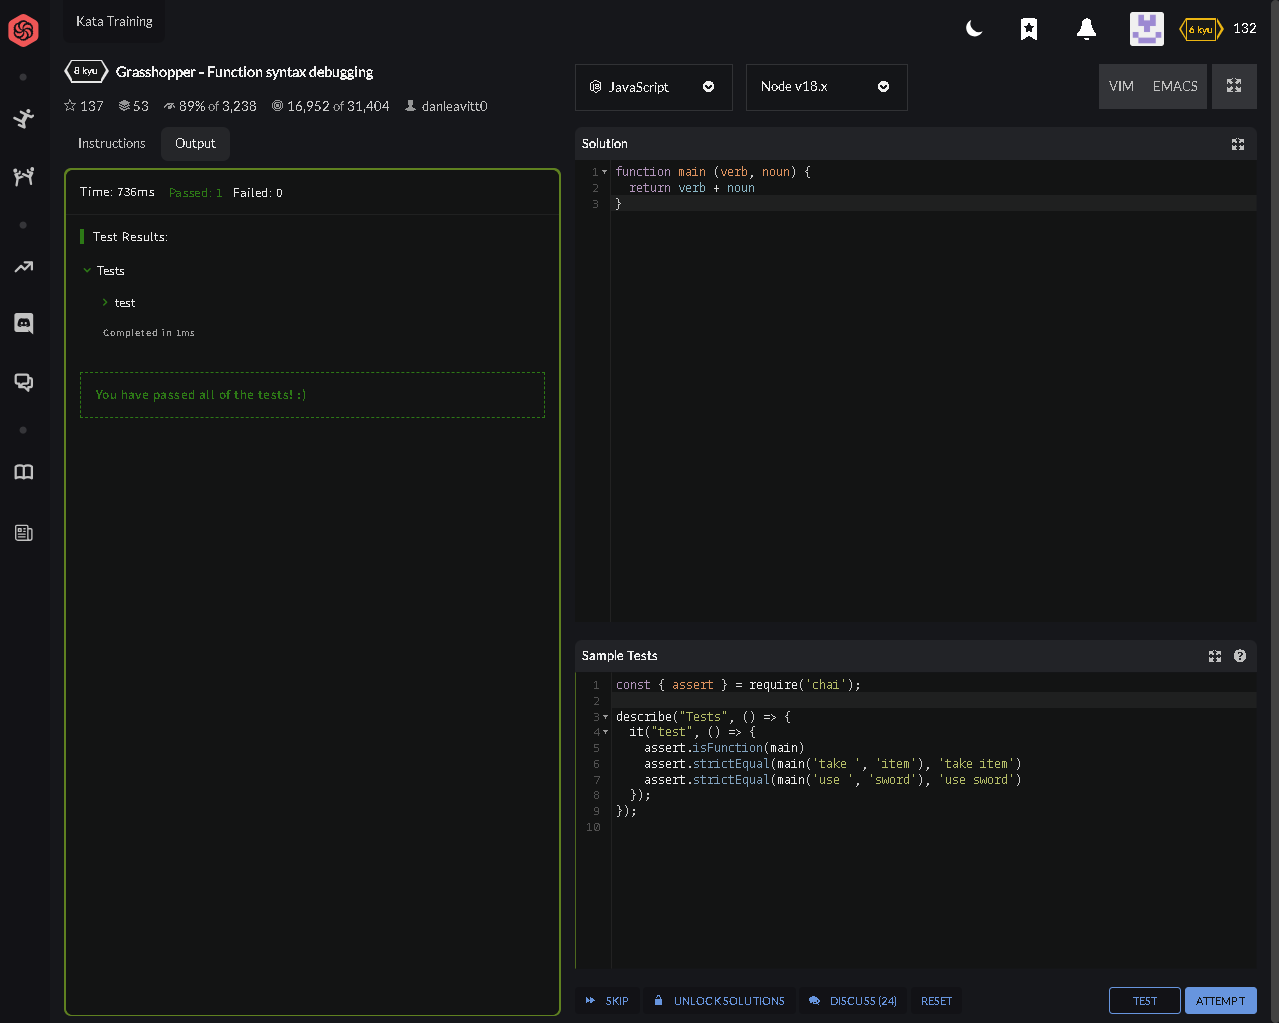 Kata Training
6 kyu
132
8 kyu
Grasshopper - Function syntax debugging
137
53
89% of 3,238
16,952 of 31,404
danleavitt0
Instructions
Output
Time: 736ms
Passed: 1
Failed: 0
Test Results:
Tests
test
Completed in 1ms
You have passed all of the tests! :)
JavaScript
Node v18.x
VIM
EMACS
Solution
1 function main (verb, noun) {
2 return verb + noun
3 }
Sample Tests
1 const { assert } = require('chai');
2
3 describe("Tests", () => {
4 it("test", () => {
5 assert.isFunction(main)
6 assert.strictEqual(main('take ', 'item'), 'take item')
7 assert.strictEqual(main('use ', 'sword'), 'use sword')
8 });
9 });
10
SKIP
UNLOCK SOLUTIONS
DISCUSS (24)
RESET
TEST
ATTEMPT